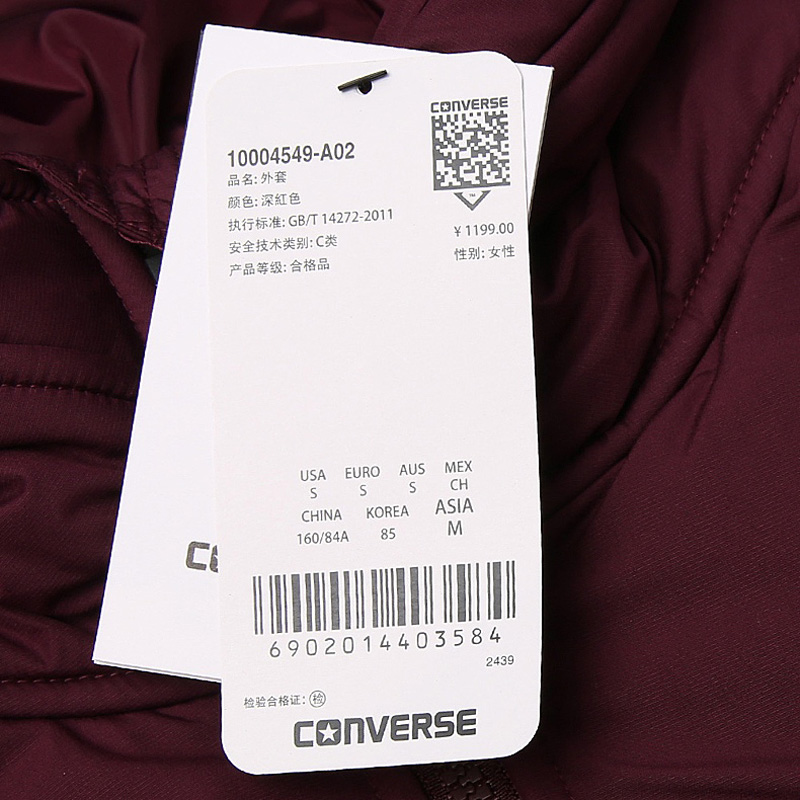 CONVERSE
10004549-A02
品名: 外套
颜色: 深紅色
执行标准: GB/T 14272-2011
安全技术类别: C类
产品等级: 合格品
™
¥ 1199.00
性别: 女性
USA EURO AUS MEX
S S S CH
CHINA KOREA ASIA
160/84A 85 M
6902014403584
2439
检验合格证: 检
CONVERSE